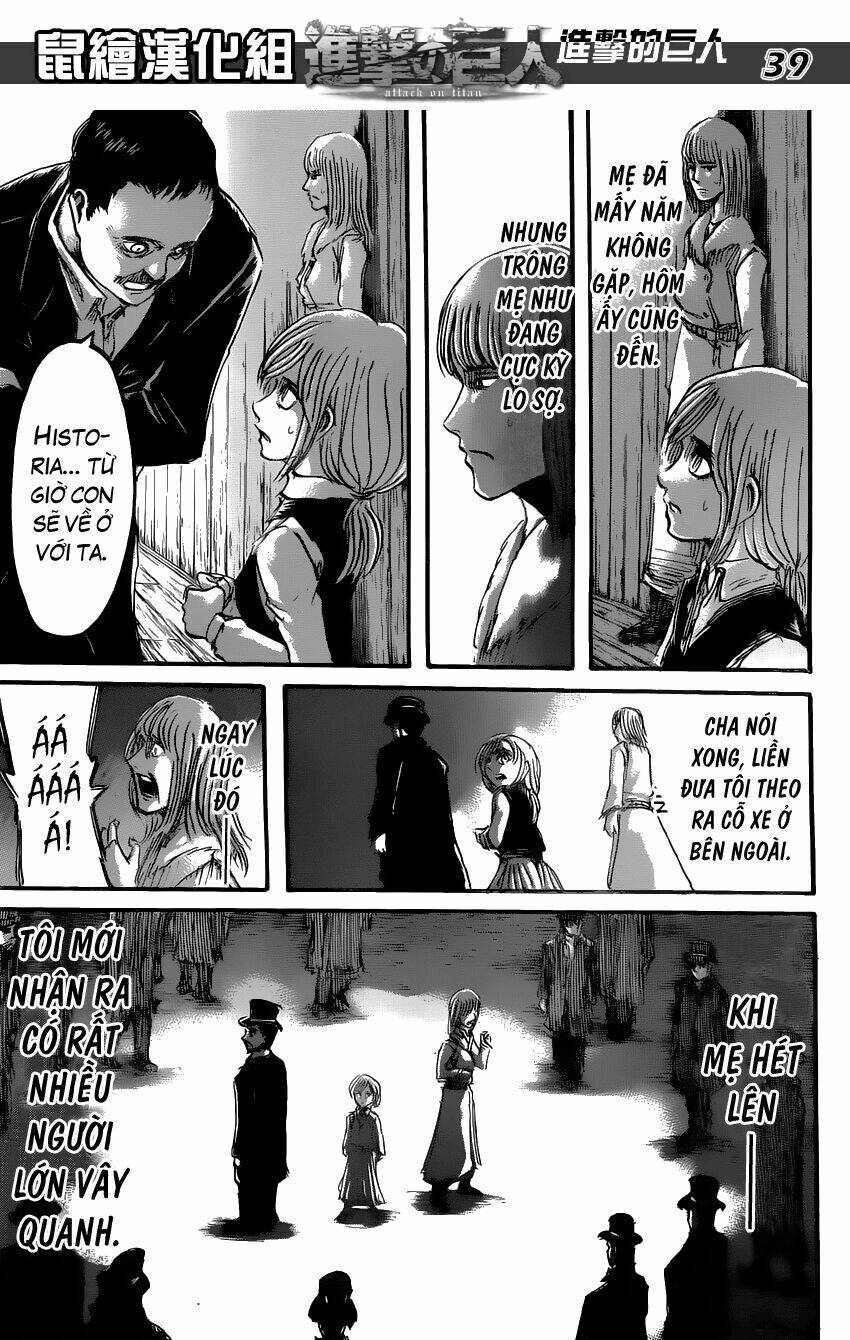 鼠繪漢化組
進撃の巨人
attack on titan
進擊的巨人
39
MẸ ĐÃ
MẤY NĂM
KHÔNG
GẶP, HÔM
ẤY CŨNG
ĐẾN.
NHƯNG
TRÔNG
MẸ NHƯ
ĐANG
CỰC KỲ
LO SỢ.
HISTO-
RIA... TỪ
GIỜ CON
SẼ VỀ Ở
VỚI TA.
CHA NÓI
XONG, LIỀN
ĐƯA TÔI THEO
RA CỖ XE Ở
BÊN NGOÀI.
NGAY
LÚC
ĐÓ
ÁÁ
ÁÁÁ
Á!
KHI
MẸ HÉT
LÊN
TÔI MỚI
NHẬN RA
CÓ RẤT
NHIỀU
NGƯỜI
LỚN VÂY
QUANH.